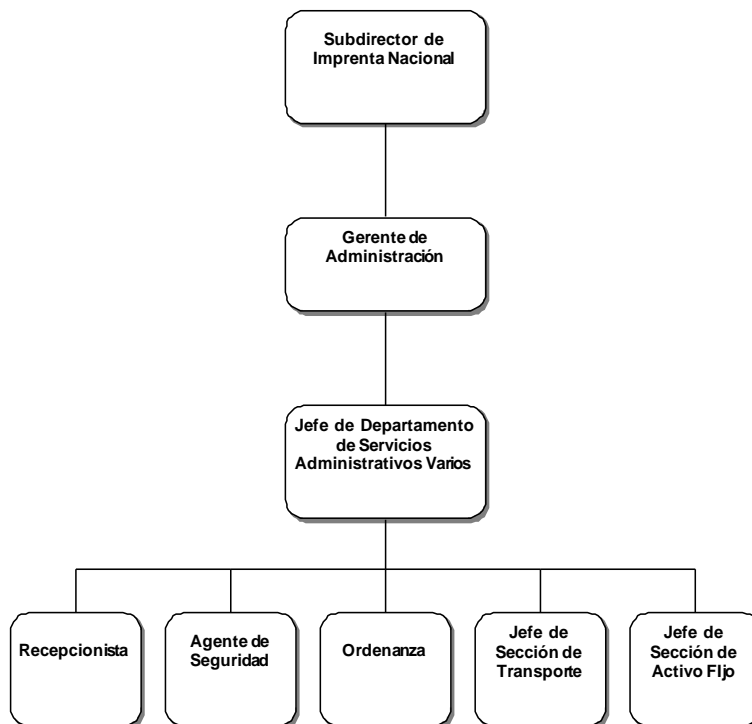 Subdirector de
Imprenta Nacional
Gerente de
Administración
Jefe de Departamento
de Servicios
Administrativos Varios
Recepcionista
Agente de
Seguridad
Ordenanza
Jefe de
Sección de
Transporte
Jefe de
Sección de
Activo FIjo